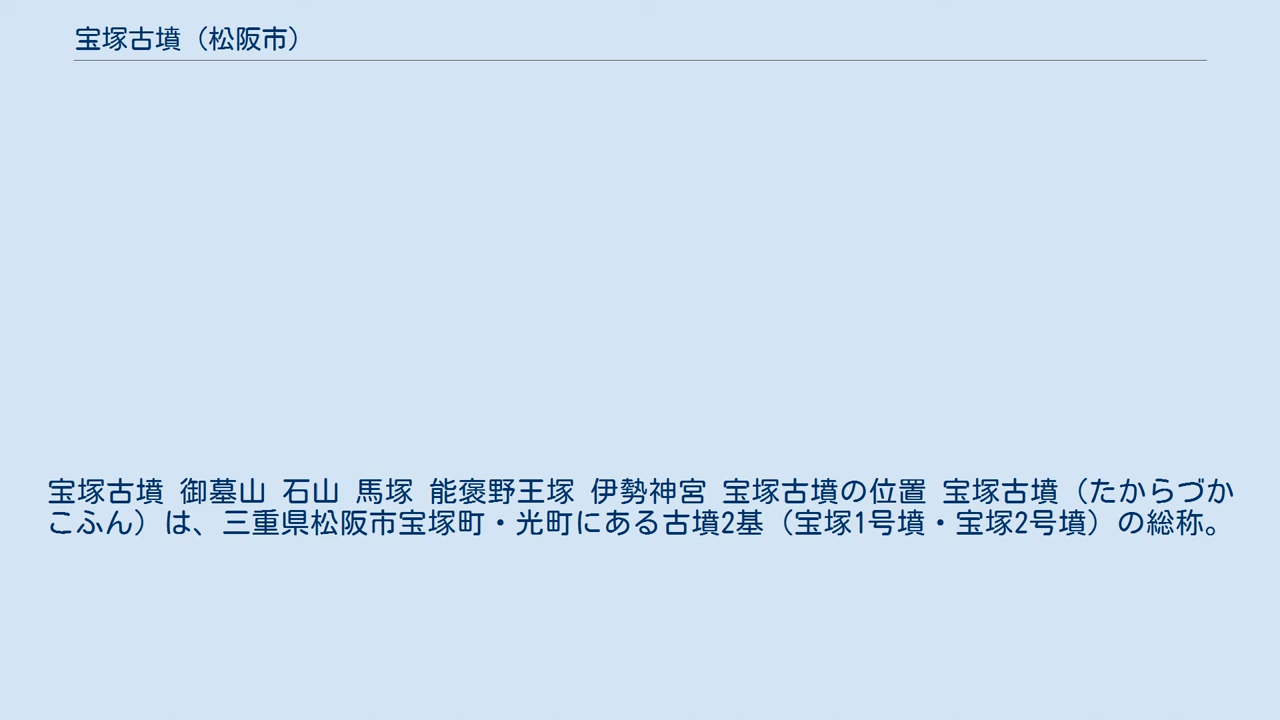 宝塚古墳（松阪市）
宝塚古墳 御墓山 石山 馬塚 能褒野王塚 伊勢神宮 宝塚古墳の位置 宝塚古墳（たからづか
こふん）は、三重県松阪市宝塚町・光町にある古墳2基（宝塚1号墳・宝塚2号墳）の総称。